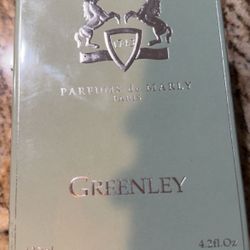 1743
PARFUMS de MARLY
PARIS
GREENLEY
4.2fl.Oz